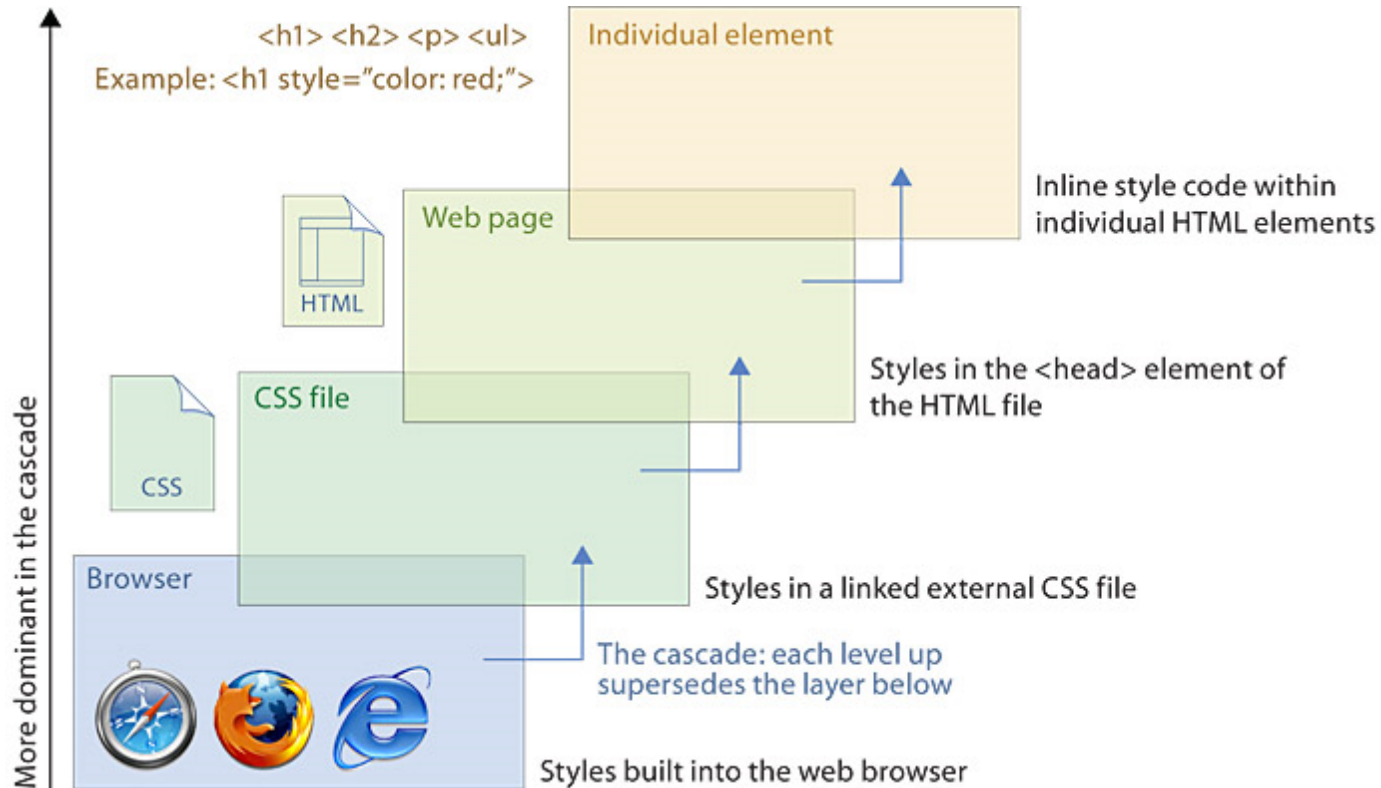 <h1> <h2> <p> <ul>
Example: <h1 style=”color: red;”>
Individual element
Inline style code within
individual HTML elements
Web page
HTML
Styles in the <head> element of
the HTML file
CSS file
CSS
Styles in a linked external CSS file
Browser
The cascade: each level up
supersedes the layer below
Styles built into the web browser
More dominant in the cascade